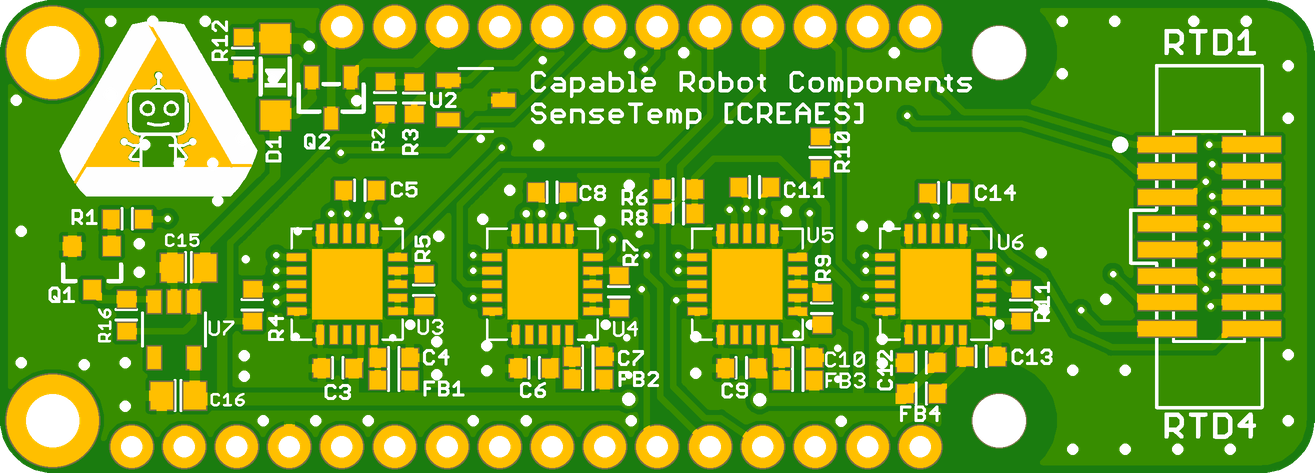 RTD1
R12
Capable Robot Components
SenseTemp [CREAES]
U2
D1
Q2
R2
R3
R10
C5
C8
R6
R8
C11
C14
R1
C15
R5
R7
U5
R9
U6
Q1
R16
U7
R4
U3
U4
R11
C4
C7
C10
C12
C13
C3
FB1
C6
FB2
C9
FB3
C16
FB4
RTD4